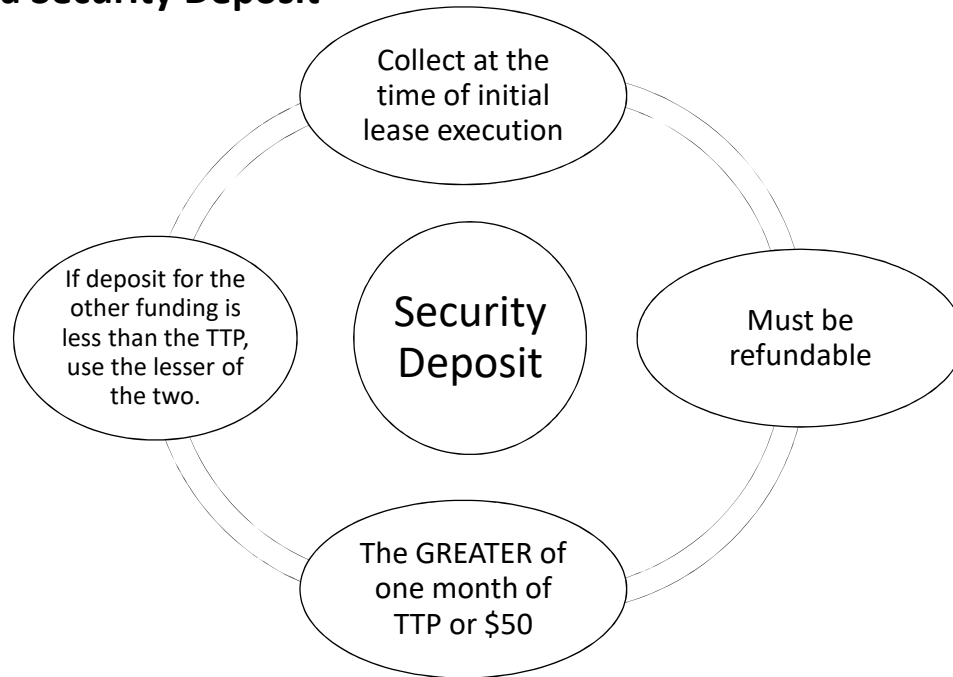 Security Deposit
Collect at the
time of initial
lease execution
If deposit for the
other funding is
less than the TTP,
use the lesser of
the two.
Security
Deposit
Must be
refundable
The GREATER of
one month of
TTP or $50